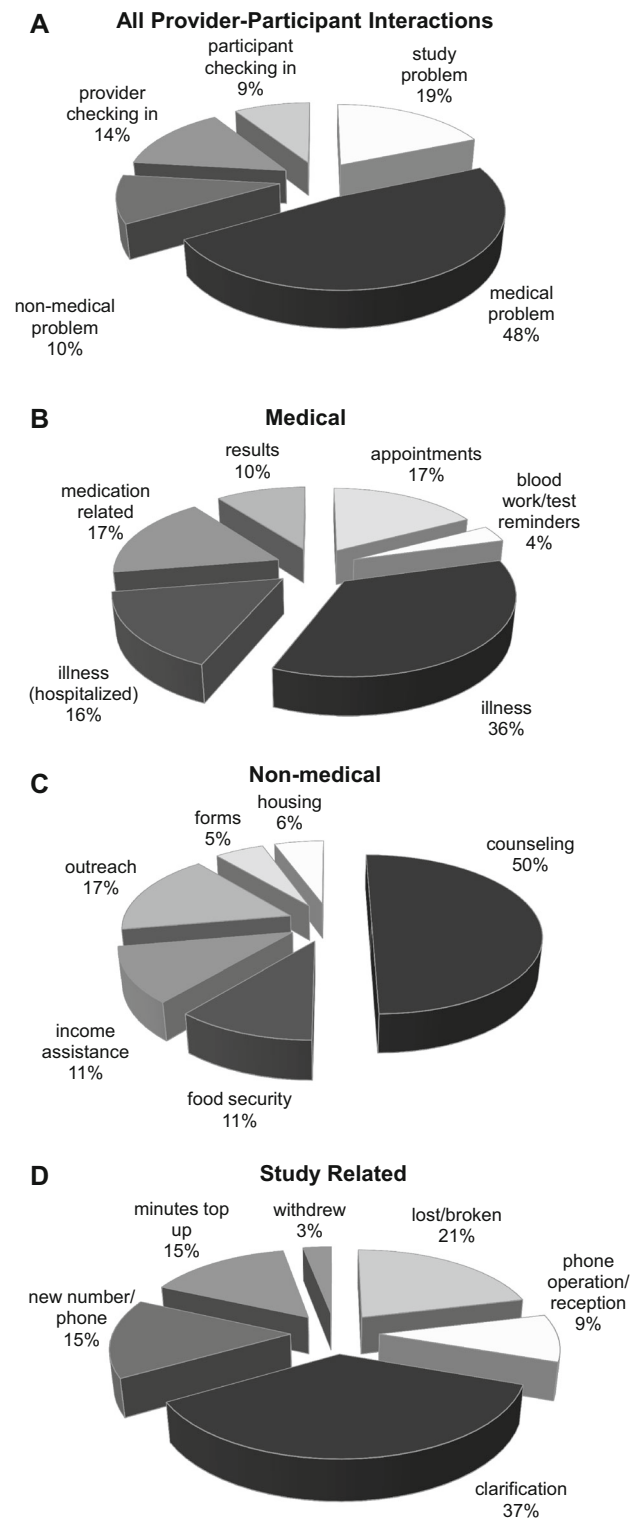 A
All Provider-Participant Interactions
participant
checking in
9%
study
problem
19%
provider
checking in
14%
non-medical
problem
10%
medical
problem
48%
B
Medical
results
10%
appointments
17%
blood
work/test
reminders
4%
medication
related
17%
illness
(hospitalized)
16%
illness
36%
C
Non-medical
housing
6%
forms
5%
counseling
50%
outreach
17%
income
assistance
11%
food security
11%
D
Study Related
minutes top
up
15%
withdrew
3%
lost/broken
21%
phone
operation/
reception
9%
new number/
phone
15%
clarification
37%